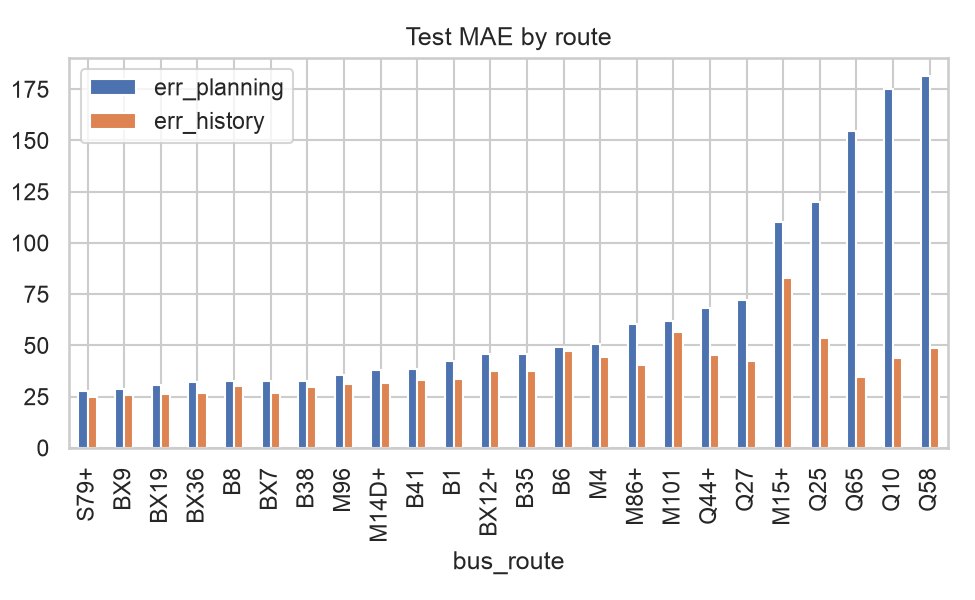 Test MAE by route
err_planning
err_history
175
150
125
100
75
50
25
0
S79+ BX9 BX19 BX36 B8 BX7 B38 M96 M14D+ B41 B1 BX12+ B35 B6 M4 M86+ M101 Q44+ Q27 M15+ Q25 Q65 Q10 Q58
bus_route